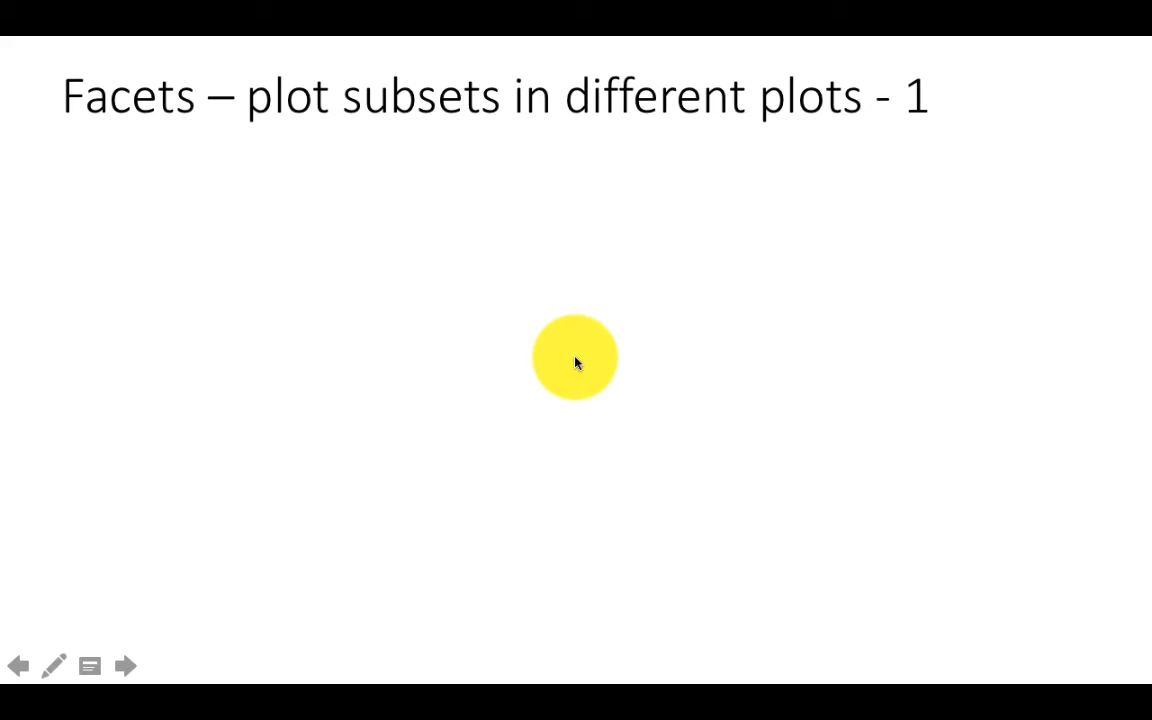 Facets – plot subsets in different plots - 1